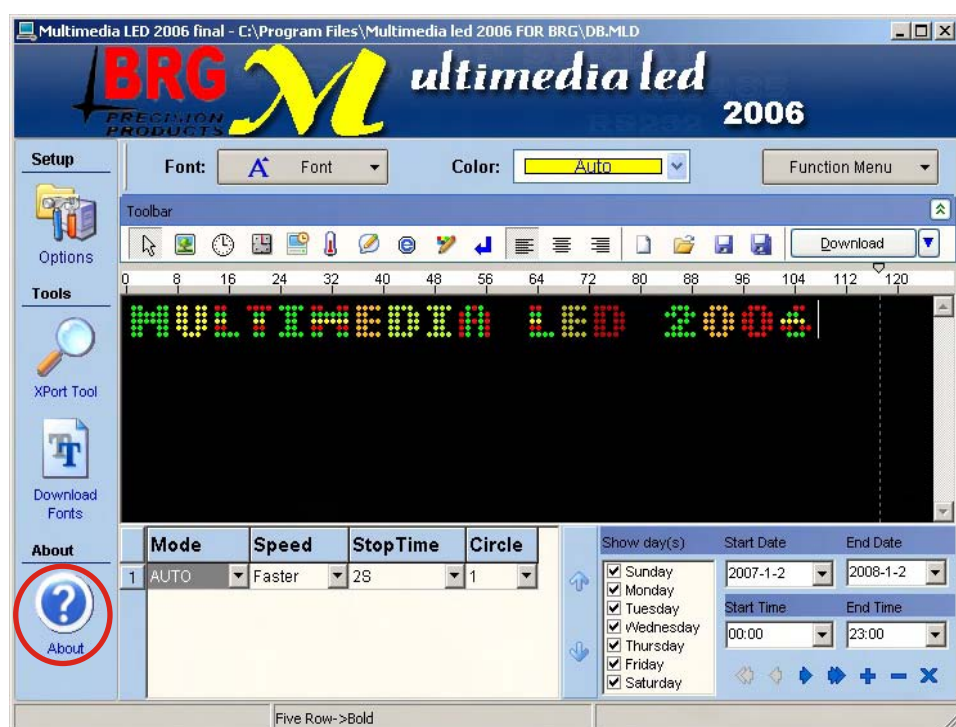 Multimedia LED 2006 final - C:\Program Files\Multimedia led 2006 FOR BRG\DB.MLD
BRG
PRECISION
PRODUCTS
Multimedia led
2006
RS485
RS232
Setup
Font: A Font
Color: Auto
Function Menu
Options
Toolbar
Download
Tools
0 8 16 24 32 40 48 56 64 72 80 88 96 104 112 120
MULTIMEDIA LED 2006
XPort Tool
Download
Fonts
About
About
Mode Speed StopTime Circle
1 AUTO Faster 2S 1
Show day(s)
Sunday
Monday
Tuesday
Wednesday
Thursday
Friday
Saturday
Start Date End Date
2007-1-2 2008-1-2
Start Time End Time
00:00 23:00
Five Row->Bold